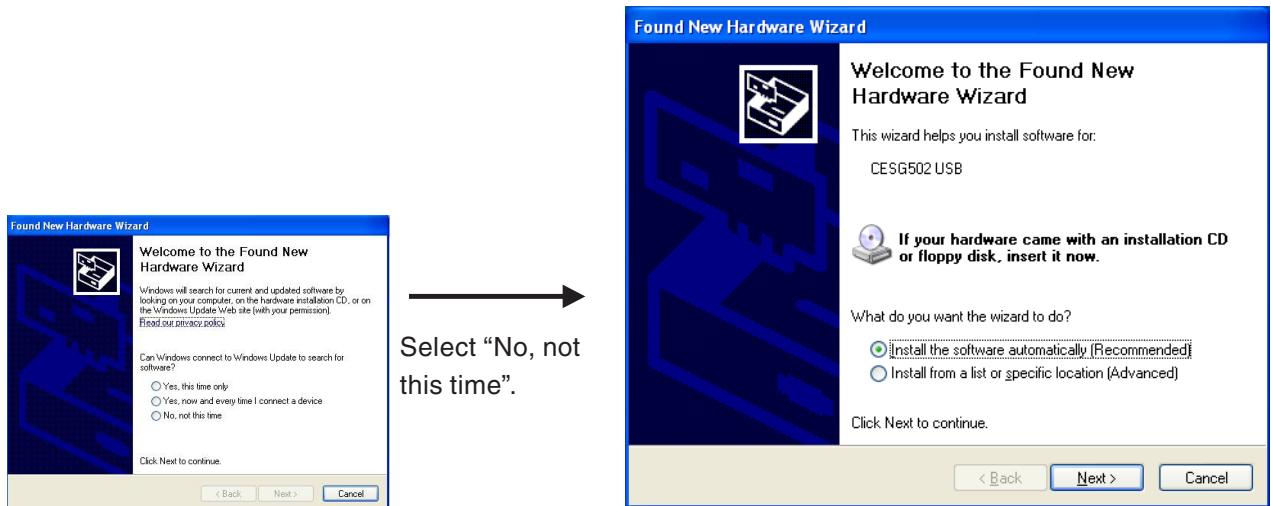 Found New Hardware Wizard
Welcome to the Found New
Hardware Wizard
Windows will search for current and updated software by
looking on your computer, on the hardware installation CD, or on
the Windows Update Web site (with your permission).
Read our privacy policy
Can Windows connect to Windows Update to search for
software?
Yes, this time only
Yes, now and every time I connect a device
No, not this time
Click Next to continue.
< Back
Next >
Cancel
Select “No, not
this time”.
Found New Hardware Wizard
Welcome to the Found New
Hardware Wizard
This wizard helps you install software for:
CESG502 USB
If your hardware came with an installation CD
or floppy disk, insert it now.
What do you want the wizard to do?
Install the software automatically (Recommended)
Install from a list or specific location (Advanced)
Click Next to continue.
< Back
Next >
Cancel